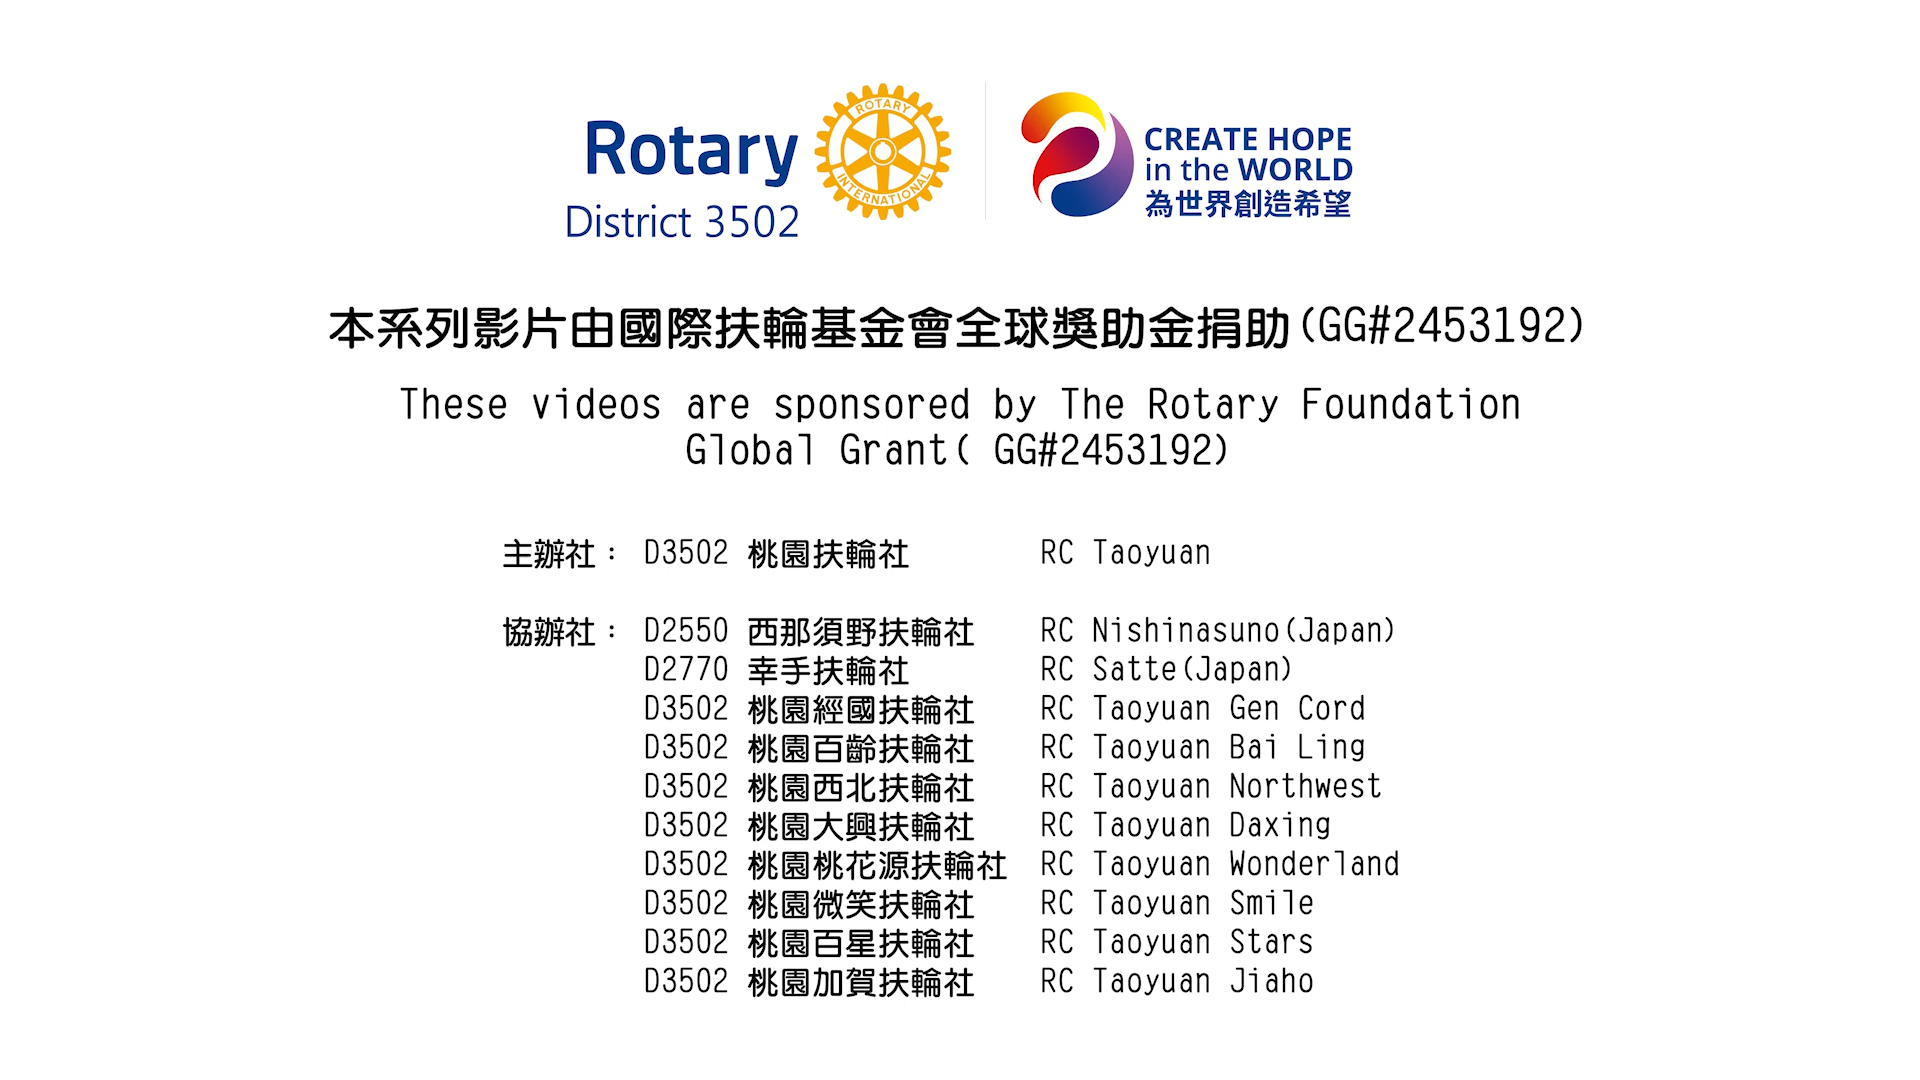 Rotary
District 3502
ROTARY
INTERNATIONAL
CREATE HOPE
in the WORLD
為世界創造希望
本系列影片由國際扶輪基金會全球獎助金捐助(GG#2453192)
These videos are sponsored by The Rotary Foundation
Global Grant( GG#2453192)
主辦社： D3502 桃園扶輪社 RC Taoyuan
協辦社： D2550 西那須野扶輪社 RC Nishinasuno(Japan)
D2770 幸手扶輪社 RC Satte(Japan)
D3502 桃園經國扶輪社 RC Taoyuan Gen Cord
D3502 桃園百齡扶輪社 RC Taoyuan Bai Ling
D3502 桃園西北扶輪社 RC Taoyuan Northwest
D3502 桃園大興扶輪社 RC Taoyuan Daxing
D3502 桃園桃花源扶輪社 RC Taoyuan Wonderland
D3502 桃園微笑扶輪社 RC Taoyuan Smile
D3502 桃園百星扶輪社 RC Taoyuan Stars
D3502 桃園加賀扶輪社 RC Taoyuan Jiaho